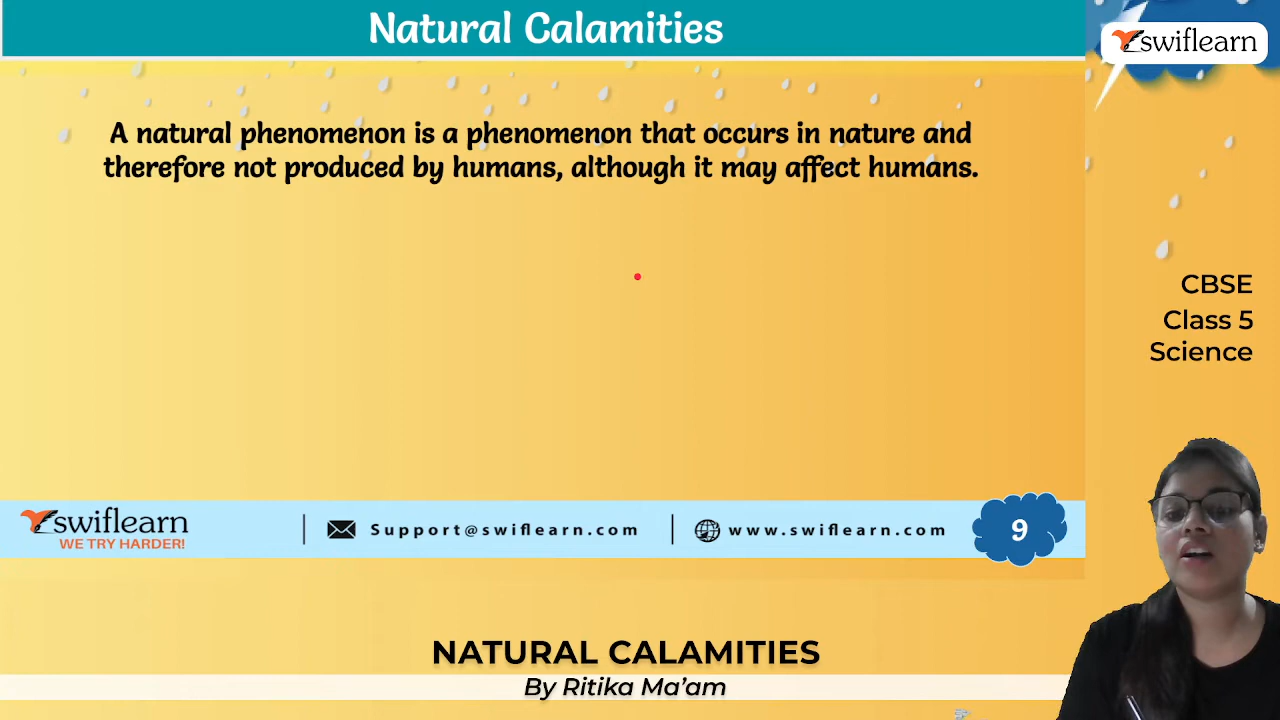 Natural Calamities
swiflearn
A natural phenomenon is a phenomenon that occurs in nature and
therefore not produced by humans, although it may affect humans.
CBSE
Class 5
Science
swiflearn
WE TRY HARDER!
Support@swiflearn.com
www.swiflearn.com
9
NATURAL CALAMITIES
By Ritika Ma'am